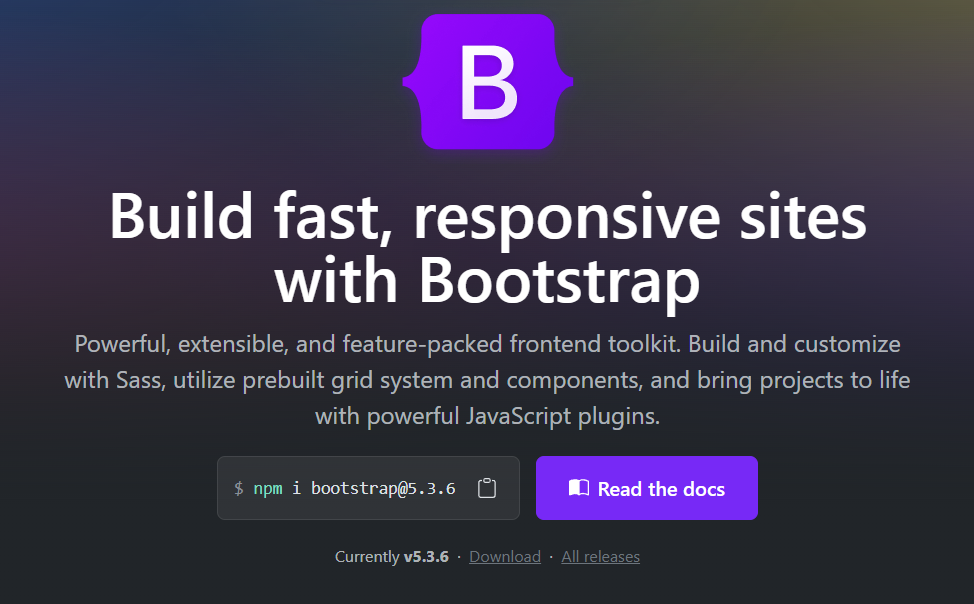 B
Build fast, responsive sites
with Bootstrap
Powerful, extensible, and feature-packed frontend toolkit. Build and customize
with Sass, utilize prebuilt grid system and components, and bring projects to life
with powerful JavaScript plugins.
$ npm i bootstrap@5.3.6
Read the docs
Currently v5.3.6 · Download · All releases